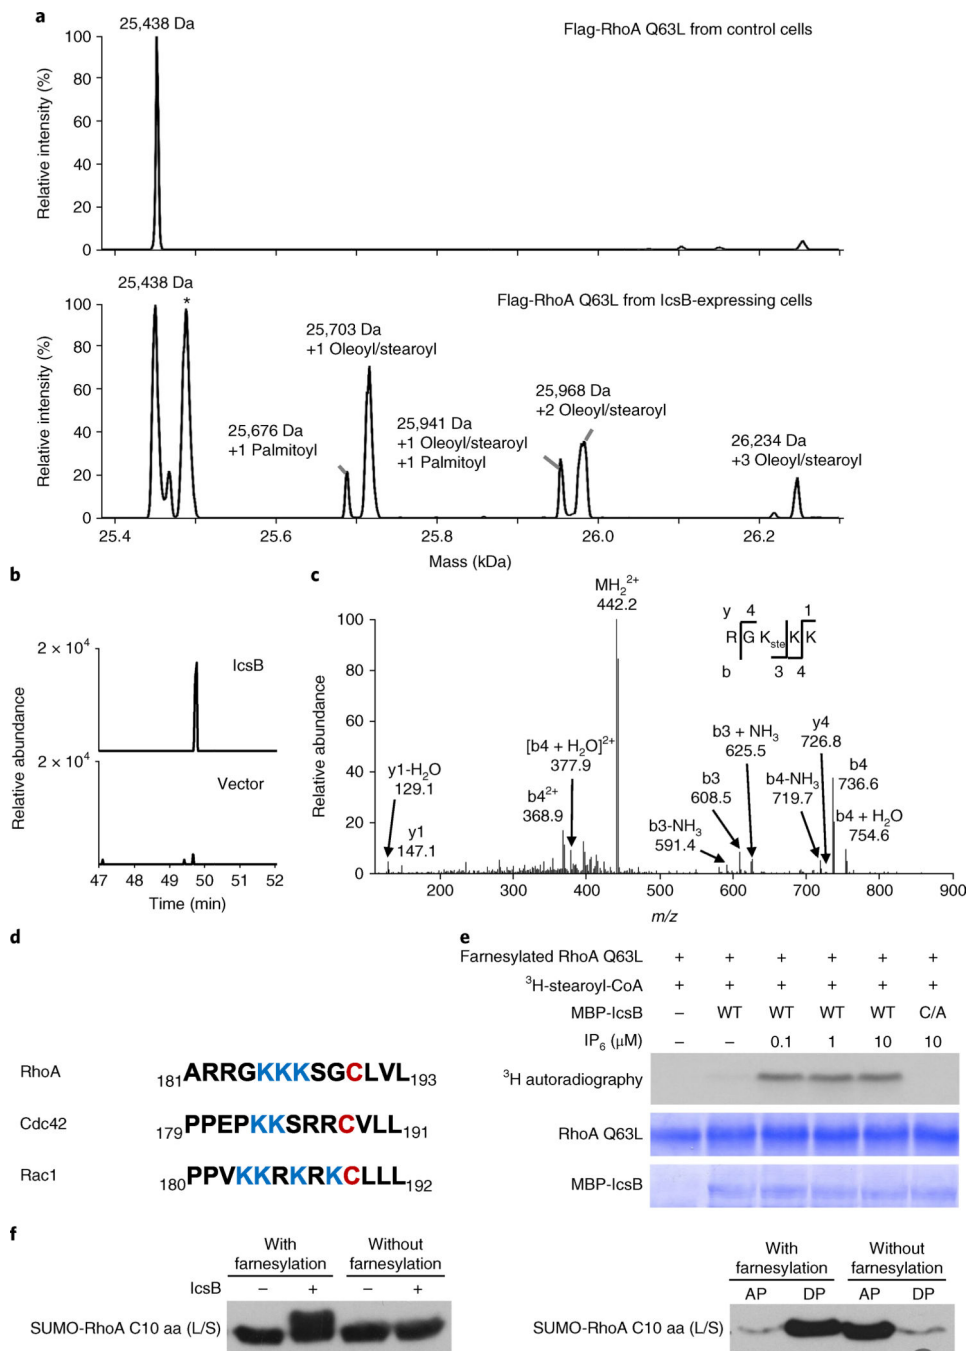 a
25,438 Da
Flag-RhoA Q63L from control cells
Relative intensity (%)
100
80
60
40
20
0
25,438 Da
*
Flag-RhoA Q63L from IcsB-expressing cells
Relative intensity (%)
100
80
60
40
20
0
25,703 Da
+1 Oleoyl/stearoyl
25,676 Da
+1 Palmitoyl
25,941 Da
+1 Oleoyl/stearoyl
+1 Palmitoyl
25,968 Da
+2 Oleoyl/stearoyl
26,234 Da
+3 Oleoyl/stearoyl
25.4 25.6 25.8 26.0 26.2
Mass (kDa)
b
Relative abundance
2 × 10⁴
IcsB
2 × 10⁴
Vector
47 48 49 50 51 52
Time (min)
c
Relative abundance
100
80
60
40
20
0
MH₂²⁺
442.2
y 4 1
R G K_ste K K
b 3 4
y1-H₂O
129.1
y1
147.1
[b4 + H₂O]²⁺
377.9
b4²⁺
368.9
b3 + NH₃
625.5
b3
608.5
b3-NH₃
591.4
y4
726.8
b4-NH₃
719.7
b4
736.6
b4 + H₂O
754.6
200 300 400 500 600 700 800 900
m/z
d
RhoA ₁₈₁ARRGKKKSGCLVL₁₉₃
Cdc42 ₁₇₉PPEPKKSRRCVLL₁₉₁
Rac1 ₁₈₀PPVKKRKRKCLLL₁₉₂
e
Farnesylated RhoA Q63L + + + + + +
³H-stearoyl-CoA + + + + + +
MBP-IcsB – WT WT WT WT C/A
IP₆ (μM) – – 0.1 1 10 10
³H autoradiography
RhoA Q63L
MBP-IcsB
f
With farnesylation
Without farnesylation
IcsB – + – +
SUMO-RhoA C10 aa (L/S)
With farnesylation
Without farnesylation
AP DP AP DP
SUMO-RhoA C10 aa (L/S)